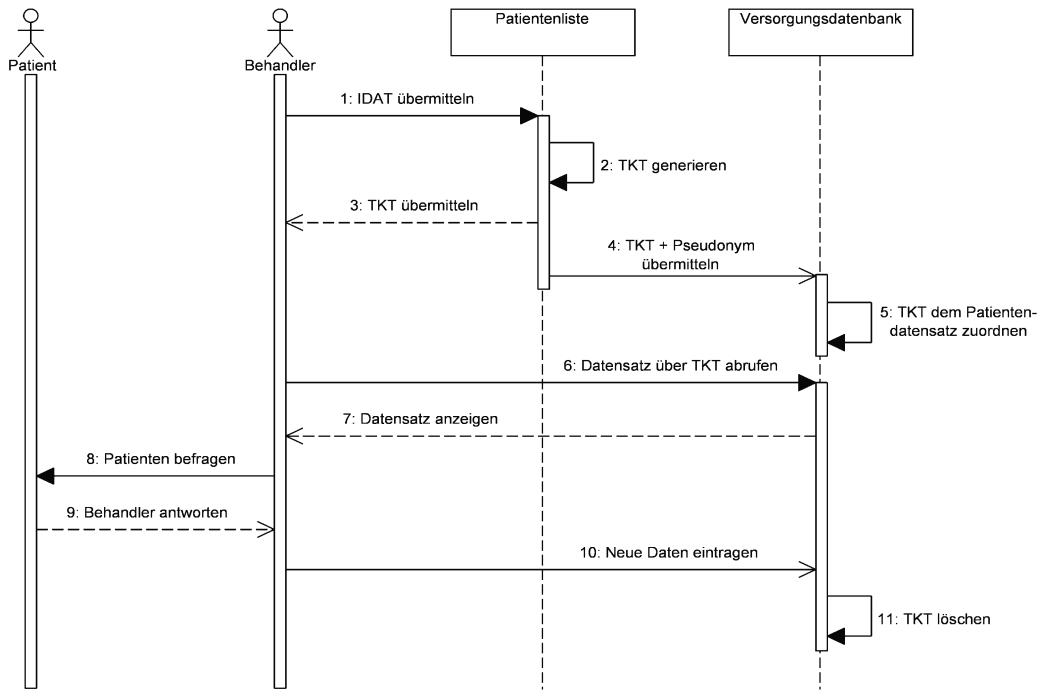 Patient
Behandler
Patientenliste
Versorgungsdatenbank
1: IDAT übermitteln
2: TKT generieren
3: TKT übermitteln
4: TKT + Pseudonym
übermitteln
5: TKT dem Patienten-
datensatz zuordnen
6: Datensatz über TKT abrufen
7: Datensatz anzeigen
8: Patienten befragen
9: Behandler antworten
10: Neue Daten eintragen
11: TKT löschen